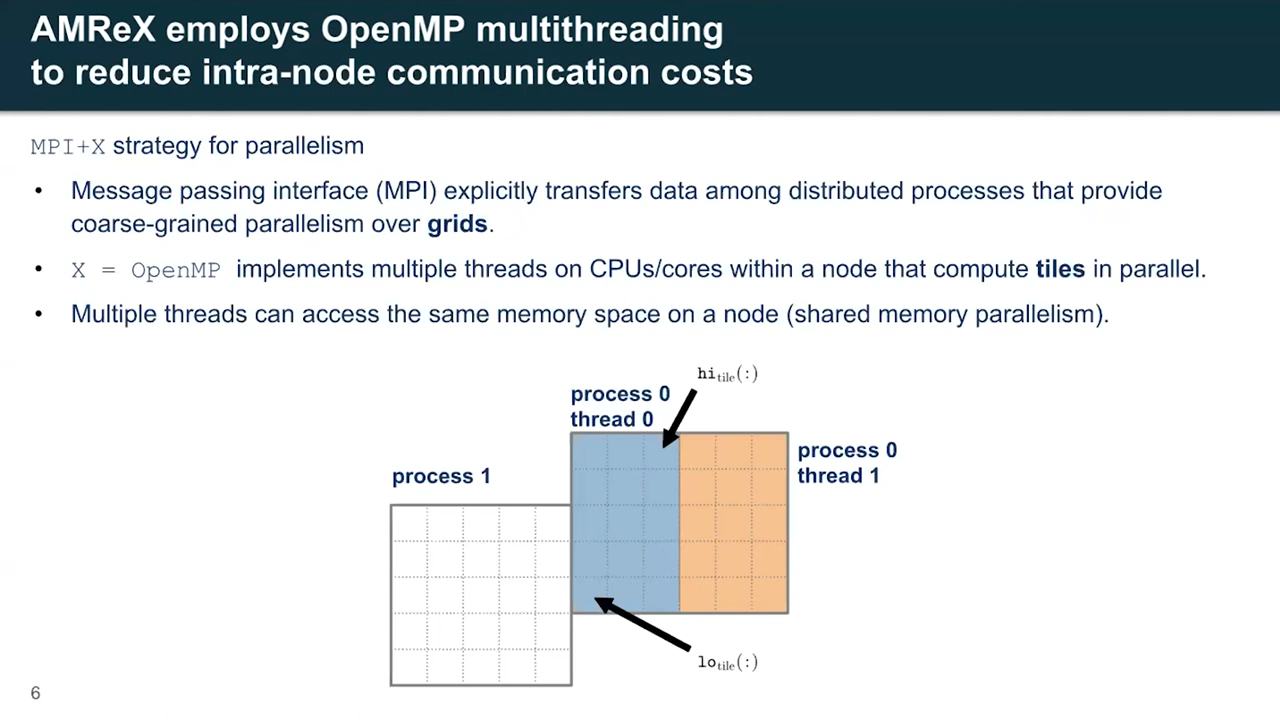 AMReX employs OpenMP multithreading
to reduce intra-node communication costs
MPI+X strategy for parallelism
• Message passing interface (MPI) explicitly transfers data among distributed processes that provide
coarse-grained parallelism over grids.
• X = OpenMP implements multiple threads on CPUs/cores within a node that compute tiles in parallel.
• Multiple threads can access the same memory space on a node (shared memory parallelism).
hi_tile(:)
process 0
thread 0
process 0
thread 1
process 1
lo_tile(:)
6